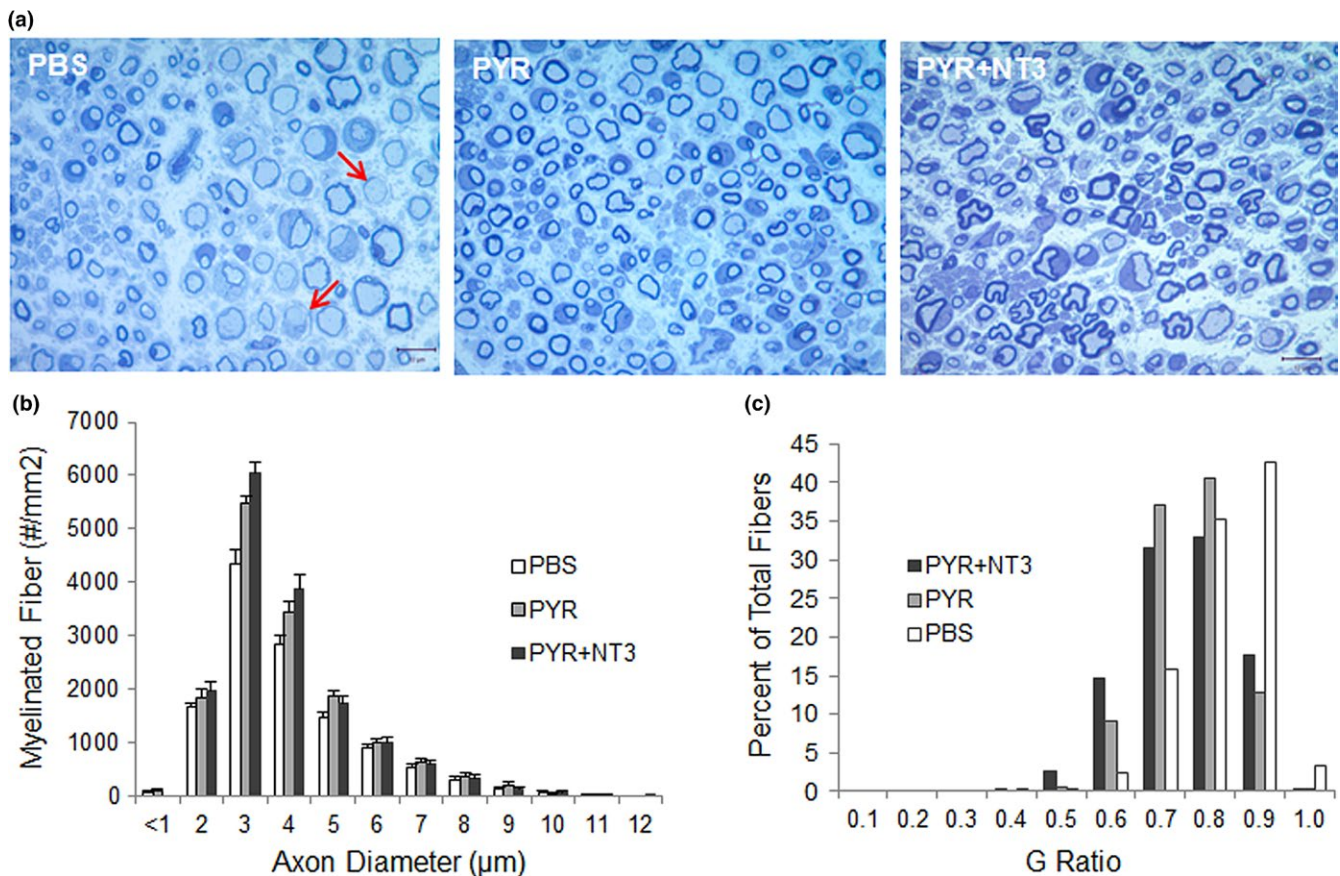 (a)
PBS
PYR
PYR+NT3
(b)
Myelinated Fiber (#/mm2)
7000
6000
5000
4000
3000
2000
1000
0
PBS
PYR
PYR+NT3
<1 2 3 4 5 6 7 8 9 10 11 12
Axon Diameter (µm)
(c)
Percent of Total Fibers
45
40
35
30
25
20
15
10
5
0
PYR+NT3
PYR
PBS
0.1 0.2 0.3 0.4 0.5 0.6 0.7 0.8 0.9 1.0
G Ratio